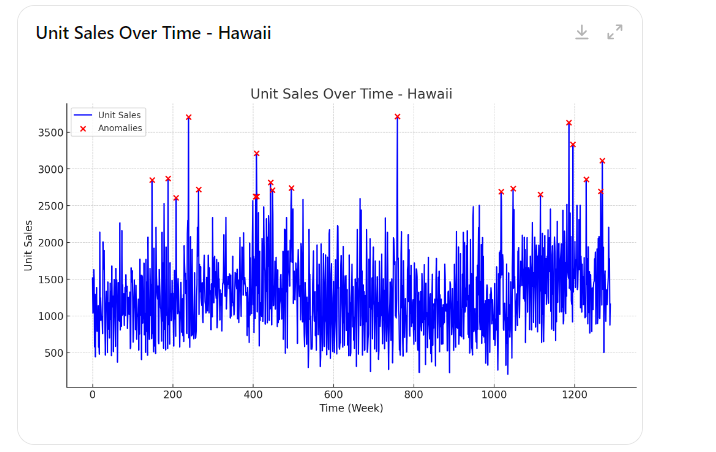 Unit Sales Over Time - Hawaii
Unit Sales Over Time - Hawaii
Unit Sales
Anomalies
3500
3000
2500
2000
1500
1000
500
Unit Sales
0 200 400 600 800 1000 1200
Time (Week)